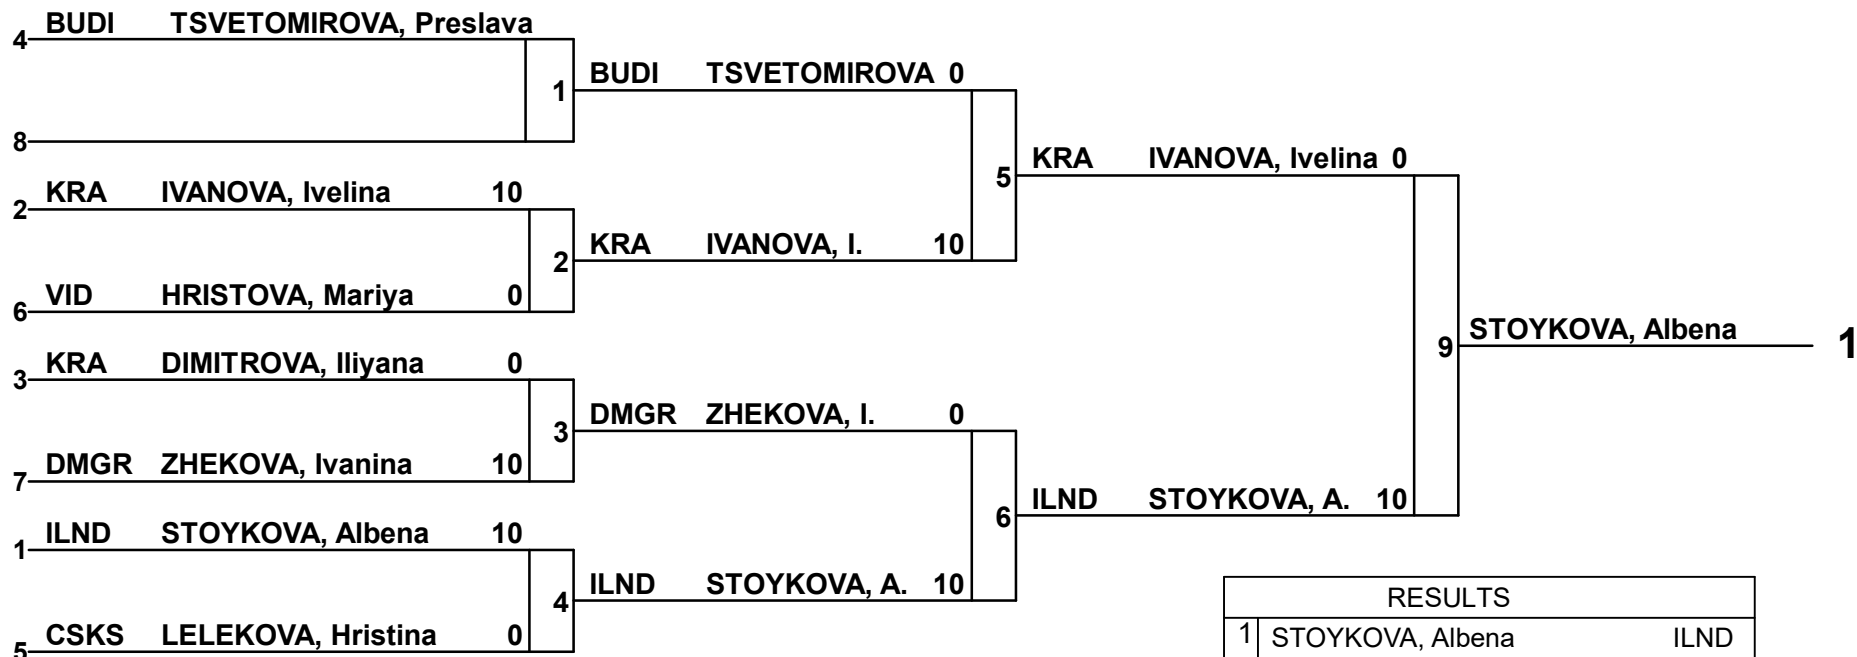 4 BUDI TSVETOMIROVA, Preslava
1 BUDI TSVETOMIROVA 0
8
5 KRA IVANOVA, Ivelina 0
2 KRA IVANOVA, Ivelina 10
2 KRA IVANOVA, I. 10
6 VID HRISTOVA, Mariya 0
9 STOYKOVA, Albena 1
3 KRA DIMITROVA, Iliyana 0
3 DMGR ZHEKOVA, I. 0
7 DMGR ZHEKOVA, Ivanina 10
6 ILND STOYKOVA, A. 10
1 ILND STOYKOVA, Albena 10
4 ILND STOYKOVA, A. 10
5 CSKS LELEKOVA, Hristina 0
RESULTS
1 STOYKOVA, Albena ILND